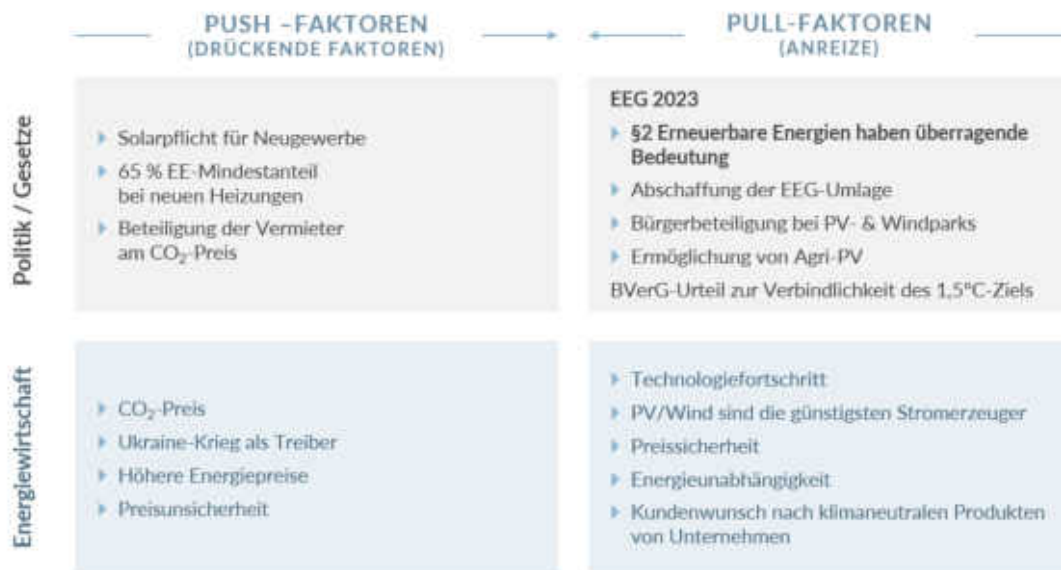 PUSH –FAKTOREN
(DRÜCKENDE FAKTOREN)
PULL-FAKTOREN
(ANREIZE)
Politik / Gesetze
Solarpflicht für Neugewerbe
65 % EE-Mindestanteil
bei neuen Heizungen
Beteiligung der Vermieter
am CO₂-Preis
EEG 2023
§2 Erneuerbare Energien haben überragende
Bedeutung
Abschaffung der EEG-Umlage
Bürgerbeteiligung bei PV- & Windparks
Ermöglichung von Agri-PV
BVerG-Urteil zur Verbindlichkeit des 1,5°C-Ziels
Energiewirtschaft
CO₂-Preis
Ukraine-Krieg als Treiber
Höhere Energiepreise
Preisunsicherheit
Technologiefortschritt
PV/Wind sind die günstigsten Stromerzeuger
Preissicherheit
Energieunabhängigkeit
Kundenwunsch nach klimaneutralen Produkten
von Unternehmen